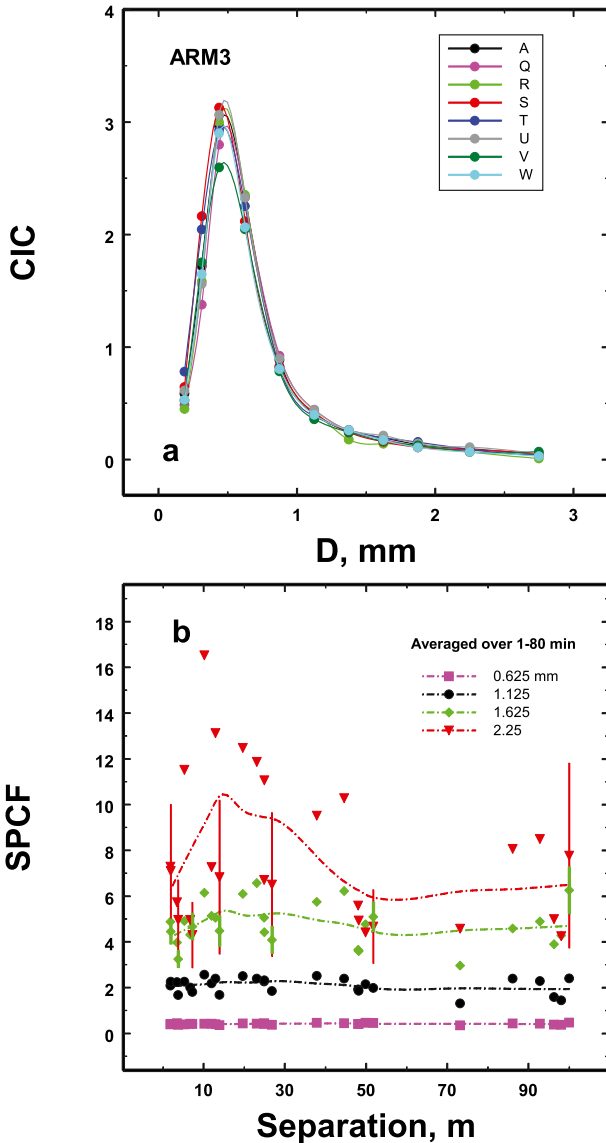 4
ARM3
A
Q
R
S
T
U
V
W
3
2
1
0
CIC
a
0 1 2 3
D, mm
b
18
16
14
12
10
8
6
4
2
0
Averaged over 1-80 min
0.625 mm
1.125
1.625
2.25
SPCF
10 30 50 70 90
Separation, m